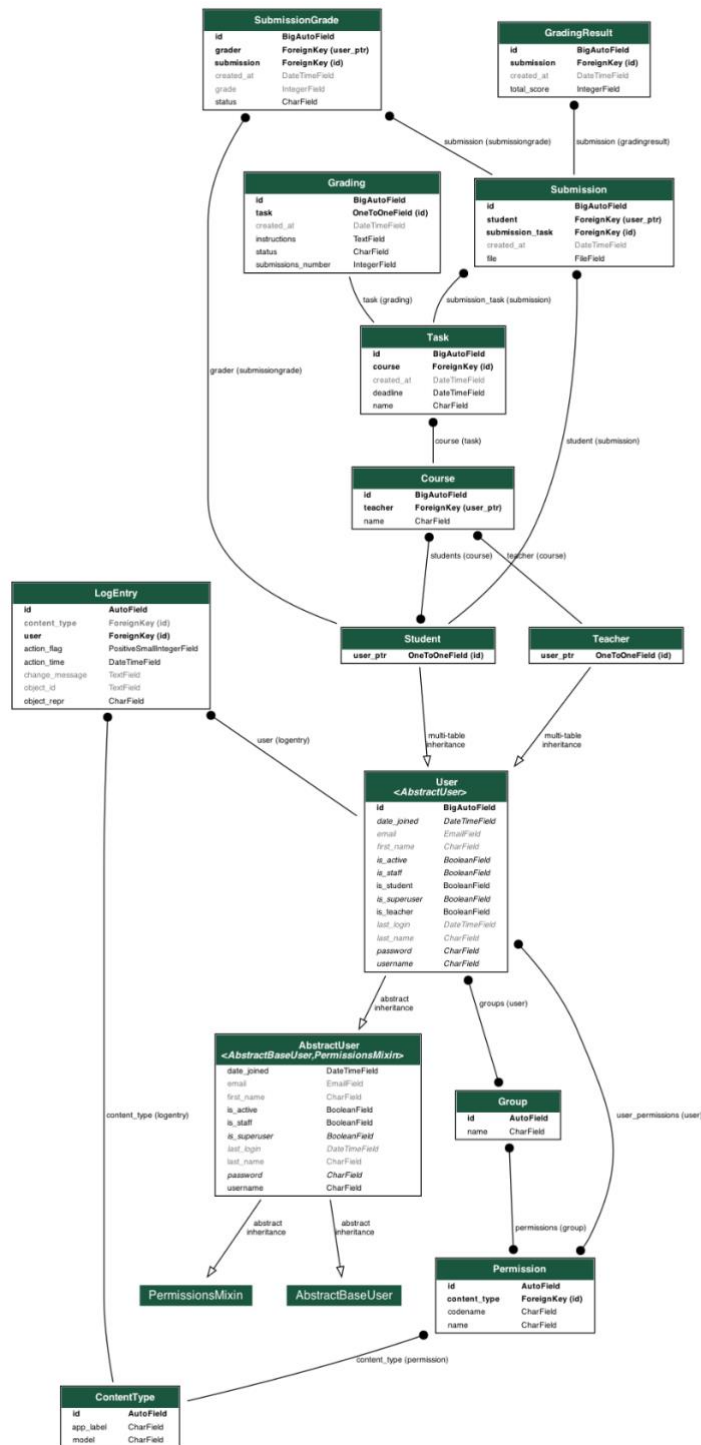 SubmissionGrade
id BigAutoField
grader ForeignKey (user_ptr)
submission ForeignKey (id)
created_at DateTimeField
grade IntegerField
status CharField
GradingResult
id BigAutoField
submission ForeignKey (id)
created_at DateTimeField
total_score IntegerField
submission (submissiongrade)
submission (gradingresult)
Grading
id BigAutoField
task OneToOneField (id)
created_at DateTimeField
instructions TextField
status CharField
submissions_number IntegerField
Submission
id BigAutoField
student ForeignKey (user_ptr)
submission_task ForeignKey (id)
created_at DateTimeField
file FileField
task (grading)
submission_task (submission)
Task
id BigAutoField
course ForeignKey (id)
created_at DateTimeField
deadline DateTimeField
name CharField
grader (submissiongrade)
course (task)
student (submission)
Course
id BigAutoField
teacher ForeignKey (user_ptr)
name CharField
students (course)
teacher (course)
LogEntry
id AutoField
content_type ForeignKey (id)
user ForeignKey (id)
action_flag PositiveSmallIntegerField
action_time DateTimeField
change_message TextField
object_id TextField
object_repr CharField
Student
user_ptr OneToOneField (id)
Teacher
user_ptr OneToOneField (id)
user (logentry)
multi-table
inheritance
multi-table
inheritance
User
<AbstractUser>
id BigAutoField
date_joined DateTimeField
email EmailField
first_name CharField
is_active BooleanField
is_staff BooleanField
is_student BooleanField
is_superuser BooleanField
is_teacher BooleanField
last_login DateTimeField
last_name CharField
password CharField
username CharField
abstract
inheritance
groups (user)
AbstractUser
<AbstractBaseUser,PermissionsMixin>
date_joined DateTimeField
email EmailField
first_name CharField
is_active BooleanField
is_staff BooleanField
is_superuser BooleanField
last_login DateTimeField
last_name CharField
password CharField
username CharField
Group
id AutoField
name CharField
content_type (logentry)
user_permissions (user)
abstract
inheritance
abstract
inheritance
permissions (group)
PermissionsMixin
AbstractBaseUser
Permission
id AutoField
content_type ForeignKey (id)
codename CharField
name CharField
content_type (permission)
ContentType
id AutoField
app_label CharField
model CharField